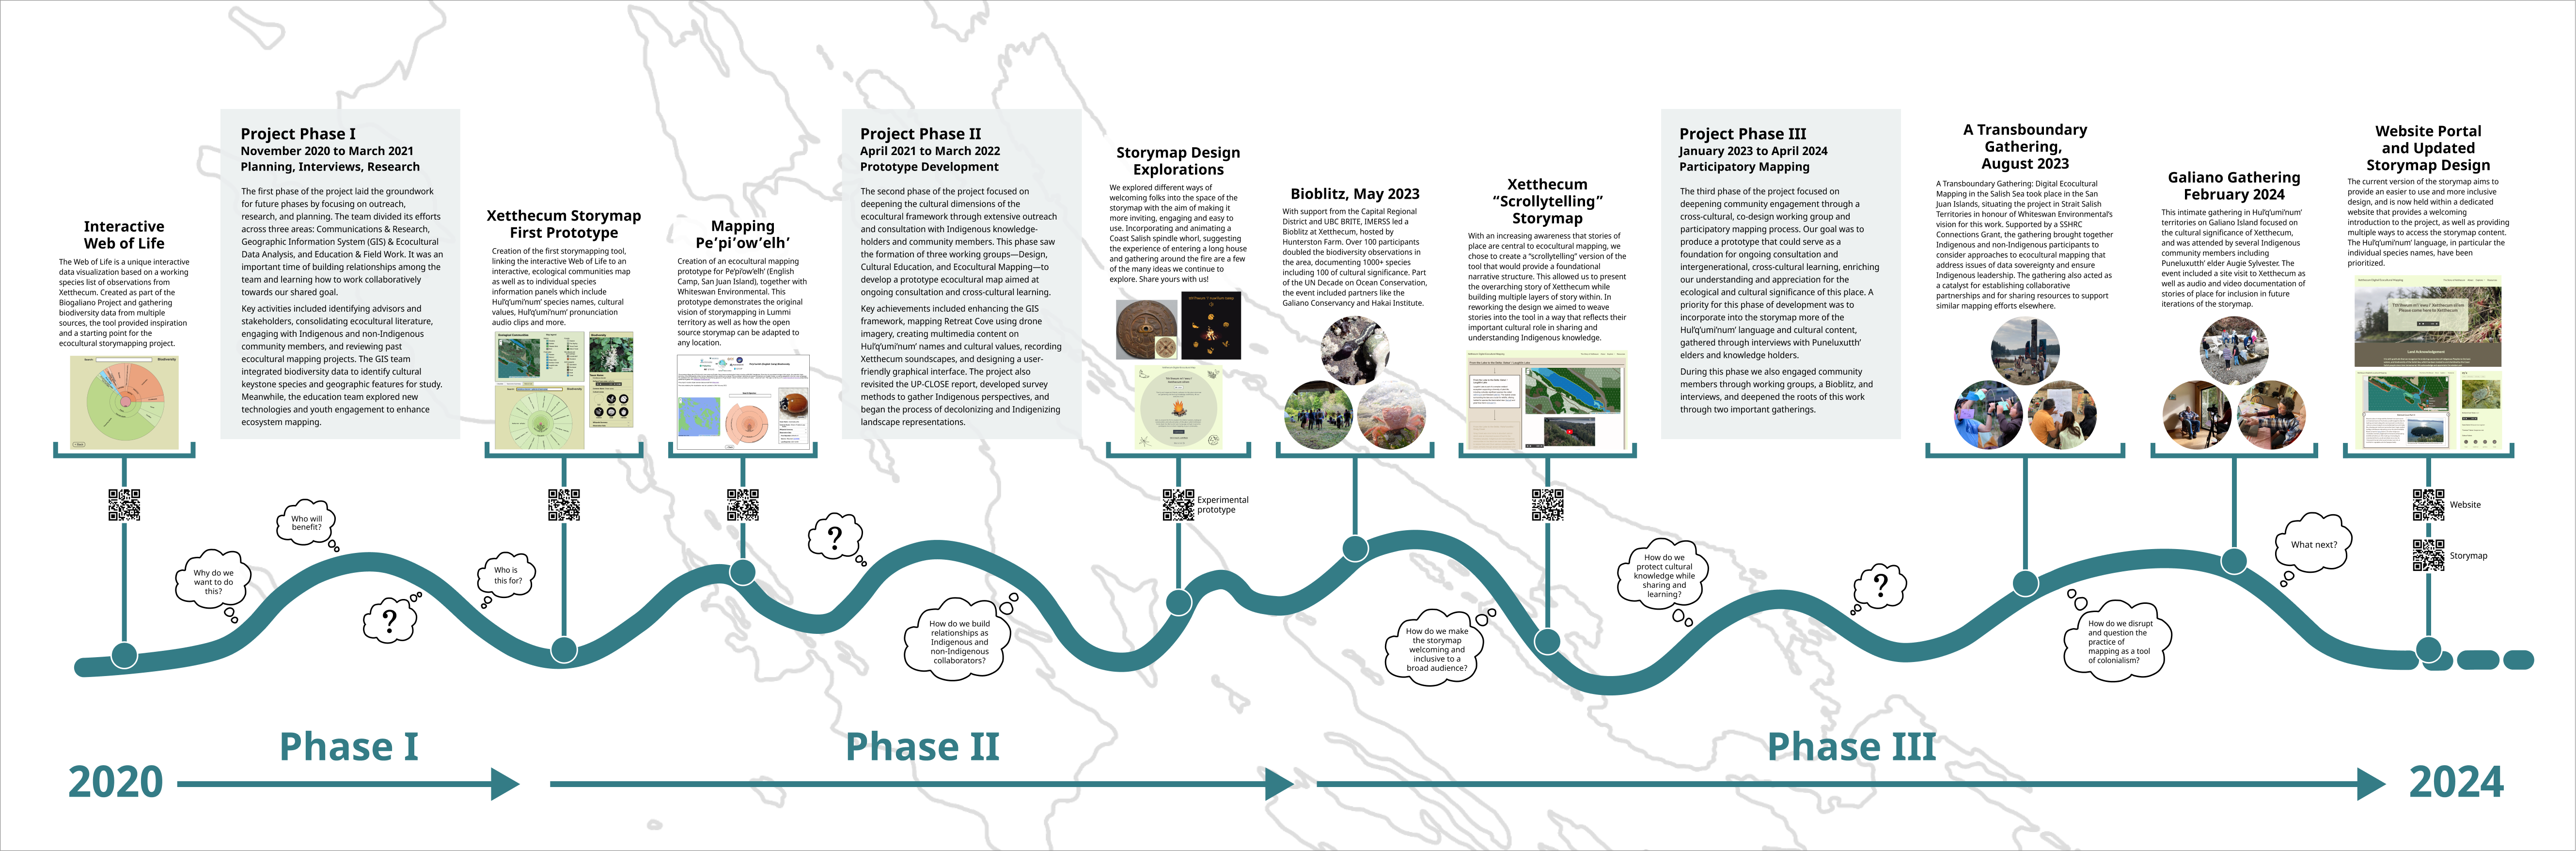 Interactive
Web of Life
The Web of Life is a unique interactive
data visualization based on a working
species list of observations from
Xetthecum. Created as part of the
Biogaliano Project and gathering
biodiversity data from multiple
sources, the tool provided inspiration
and a starting point for the
ecocultural storymapping project.
Project Phase I
November 2020 to March 2021
Planning, Interviews, Research
The first phase of the project laid the groundwork
for future phases by focusing on outreach,
research, and planning. The team divided its efforts
across three areas: Communications & Research,
Geographic Information System (GIS) & Ecocultural
Data Analysis, and Education & Field Work. It was an
important time of building relationships among the
team and learning how to work collaboratively
towards our shared goal.
Key activities included identifying advisors and
stakeholders, consolidating ecocultural literature,
engaging with Indigenous and non-Indigenous
community members, and reviewing past
ecocultural mapping projects. The GIS team
integrated biodiversity data to identify cultural
keystone species and geographic features for study.
Meanwhile, the education team explored new
technologies and youth engagement to enhance
ecosystem mapping.
Xetthecum Storymap
First Prototype
Creation of the first storymapping tool,
linking the interactive Web of Life to an
interactive, ecological communities map
as well as to individual species
information panels which include
Hul'q'umi'num' species names, cultural
values, Hul'q'umi'num' pronunciation
audio clips and more.
Mapping
Pe'pi'ow'elh'
Creation of an ecocultural mapping
prototype for Pe'pi'ow'elh' (English
Camp, San Juan Island), together with
Whiteswan Environmental. This
prototype demonstrates the original
vision of storymapping in Lummi
territory as well as how the open
source storymap can be adapted to
any location.
Project Phase II
April 2021 to March 2022
Prototype Development
The second phase of the project focused on
deepening the cultural dimensions of the
ecocultural framework through extensive outreach
and consultation with Indigenous knowledge-
holders and community members. This phase saw
the formation of three working groups—Design,
Cultural Education, and Ecocultural Mapping—to
develop a prototype ecocultural map aimed at
ongoing consultation and cross-cultural learning.
Key achievements included enhancing the GIS
framework, mapping Retreat Cove using drone
imagery, creating multimedia content on
Hul'q'umi'num' names and cultural values, recording
Xetthecum soundscapes, and designing a user-
friendly graphical interface. The project also
revisited the UP-CLOSE report, developed survey
methods to gather Indigenous perspectives, and
began the process of decolonizing and Indigenizing
landscape representations.
Storymap Design
Explorations
We explored different ways of
welcoming folks into the space of the
storymap with the aim of making it
more inviting, engaging and easy to
use. Incorporating and animating a
Coast Salish spindle whorl, suggesting
the experience of entering a long house
and gathering around the fire are a few
of the many ideas we continue to
explore. Share yours with us!
Bioblitz, May 2023
With support from the Capital Regional
District and UBC BRITE, IMERSS led a
Bioblitz at Xetthecum, hosted by
Hunterston Farm. Over 100 participants
doubled the biodiversity observations in
the area, documenting 1000+ species
including 100 of cultural significance. Part
of the UN Decade on Ocean Conservation,
the event included partners like the
Galiano Conservancy and Hakai Institute.
Xetthecum
“Scrollytelling”
Storymap
With an increasing awareness that stories of
place are central to ecocultural mapping, we
chose to create a “scrollytelling” version of the
tool that would provide a foundational
narrative structure. This allowed us to present
the overarching story of Xetthecum while
building multiple layers of story within. In
reworking the design we aimed to weave
stories into the tool in a way that reflects their
important cultural role in sharing and
understanding Indigenous knowledge.
Project Phase III
January 2023 to April 2024
Participatory Mapping
The third phase of the project focused on
deepening community engagement through a
cross-cultural, co-design working group and
participatory mapping process. Our goal was to
produce a prototype that could serve as a
foundation for ongoing consultation and
intergenerational, cross-cultural learning, enriching
our understanding and appreciation for the
ecological and cultural significance of this place. A
priority for this phase of development was to
incorporate into the storymap more of the
Hul'q'umi'num' language and cultural content,
gathered through interviews with Puneluxutth'
elders and knowledge holders.
During this phase we also engaged community
members through working groups, a Bioblitz, and
interviews, and deepened the roots of this work
through two important gatherings.
A Transboundary
Gathering,
August 2023
A Transboundary Gathering: Digital Ecocultural
Mapping in the Salish Sea took place in the San
Juan Islands, situating the project in Strait Salish
Territories in honour of Whiteswan Environmental's
vision for this work. Supported by a SSHRC
Connections Grant, the gathering brought together
Indigenous and non-Indigenous participants to
consider approaches to ecocultural mapping that
address issues of data sovereignty and ensure
Indigenous leadership. The gathering also acted as
a catalyst for establishing collaborative
partnerships and for sharing resources to support
similar mapping efforts elsewhere.
Galiano Gathering
February 2024
This intimate gathering in Hul'q'umi'num'
territories on Galiano Island focused on
the cultural significance of Xetthecum,
and was attended by several Indigenous
community members including
Puneluxutth' elder Augie Sylvester. The
event included a site visit to Xetthecum as
well as audio and video documentation of
stories of place for inclusion in future
iterations of the storymap.
Website Portal
and Updated
Storymap Design
The current version of the storymap aims to
provide an easier to use and more inclusive
design, and is now held within a dedicated
website that provides a welcoming
introduction to the project, as well as providing
multiple ways to access the storymap content.
The Hul'q'umi'num' language, in particular the
individual species names, have been
prioritized.
Land Acknowledgement
Experimental
prototype
Website
Storymap
Why do we
want to do
this?
Who will
benefit?
?
Who is
this for?
?
How do we build
relationships as
Indigenous and
non-Indigenous
collaborators?
How do we make
the storymap
welcoming and
inclusive to a
broad audience?
How do we
protect cultural
knowledge while
sharing and
learning?
?
How do we disrupt
and question the
practice of
mapping as a tool
of colonialism?
What next?
Phase I
Phase II
Phase III
2020
2024